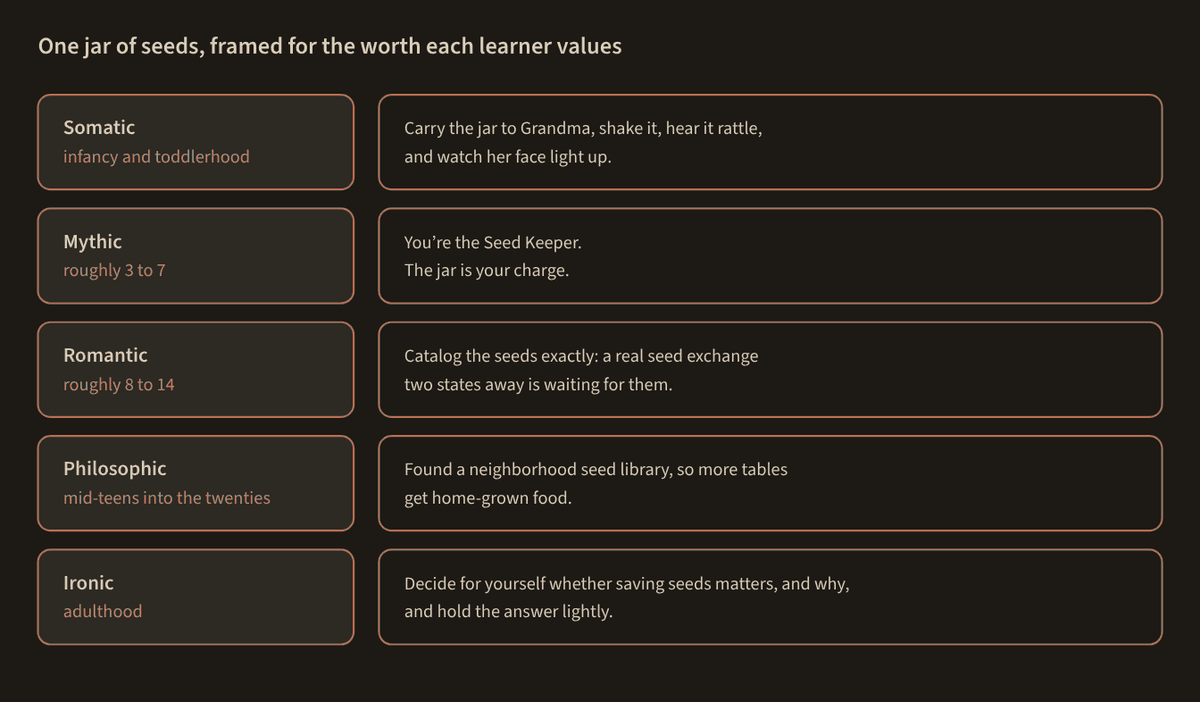 One jar of seeds, framed for the worth each learner values
Somatic
infancy and toddlerhood
Carry the jar to Grandma, shake it, hear it rattle,
and watch her face light up.
Mythic
roughly 3 to 7
You’re the Seed Keeper.
The jar is your charge.
Romantic
roughly 8 to 14
Catalog the seeds exactly: a real seed exchange
two states away is waiting for them.
Philosophic
mid-teens into the twenties
Found a neighborhood seed library, so more tables
get home-grown food.
Ironic
adulthood
Decide for yourself whether saving seeds matters, and why,
and hold the answer lightly.